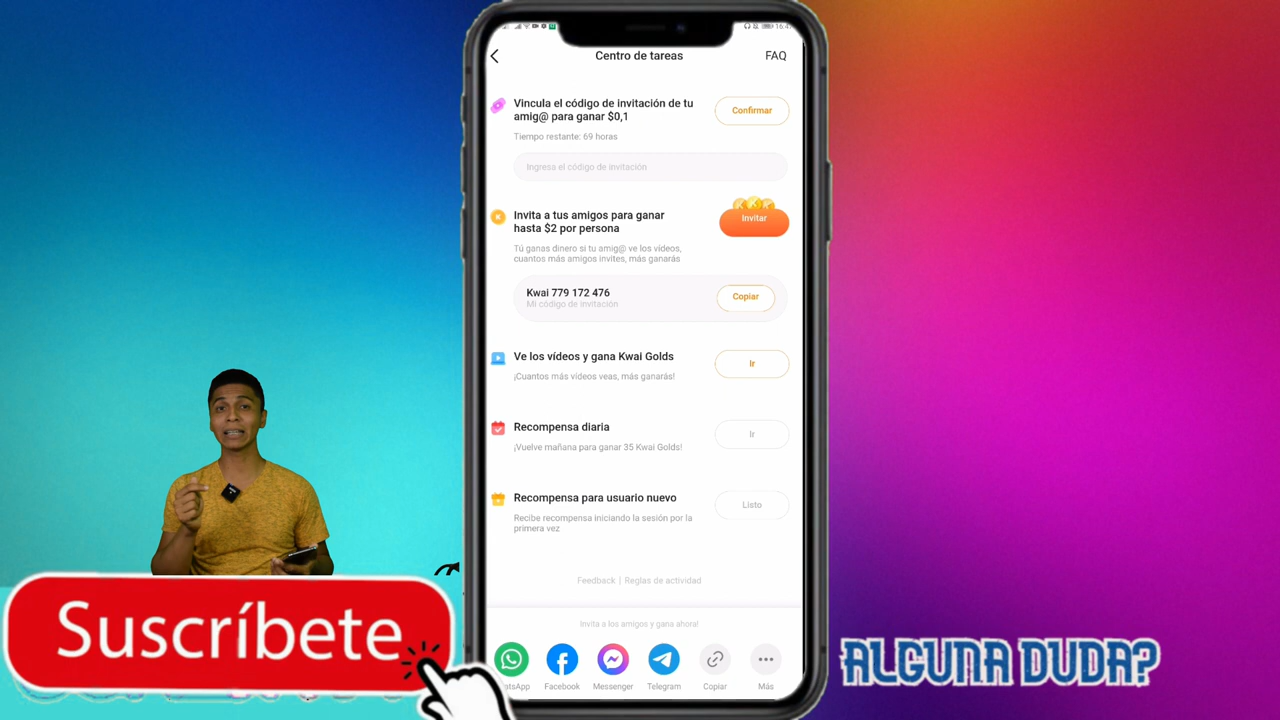 16:4
Centro de tareas
FAQ
Vincula el código de invitación de tu
amig@ para ganar $0,1
Confirmar
Tiempo restante: 69 horas
Ingresa el código de invitación
Invita a tus amigos para ganar
hasta $2 por persona
Invitar
Tú ganas dinero si tu amig@ ve los vídeos,
cuantos más amigos invites, más ganarás
Kwai 779 172 476
Mi código de invitación
Copiar
Ve los vídeos y gana Kwai Golds
¡Cuantos más vídeos veas, más ganarás!
Ir
Recompensa diaria
¡Vuelve mañana para ganar 35 Kwai Golds!
Ir
Recompensa para usuario nuevo
Recibe recompensa iniciando la sesión por la
primera vez
Listo
Feedback | Reglas de actividad
Invita a los amigos y gana ahora!
tsApp
Facebook
Messenger
Telegram
Copiar
Más
Suscríbete
ALGUNA DUDA?